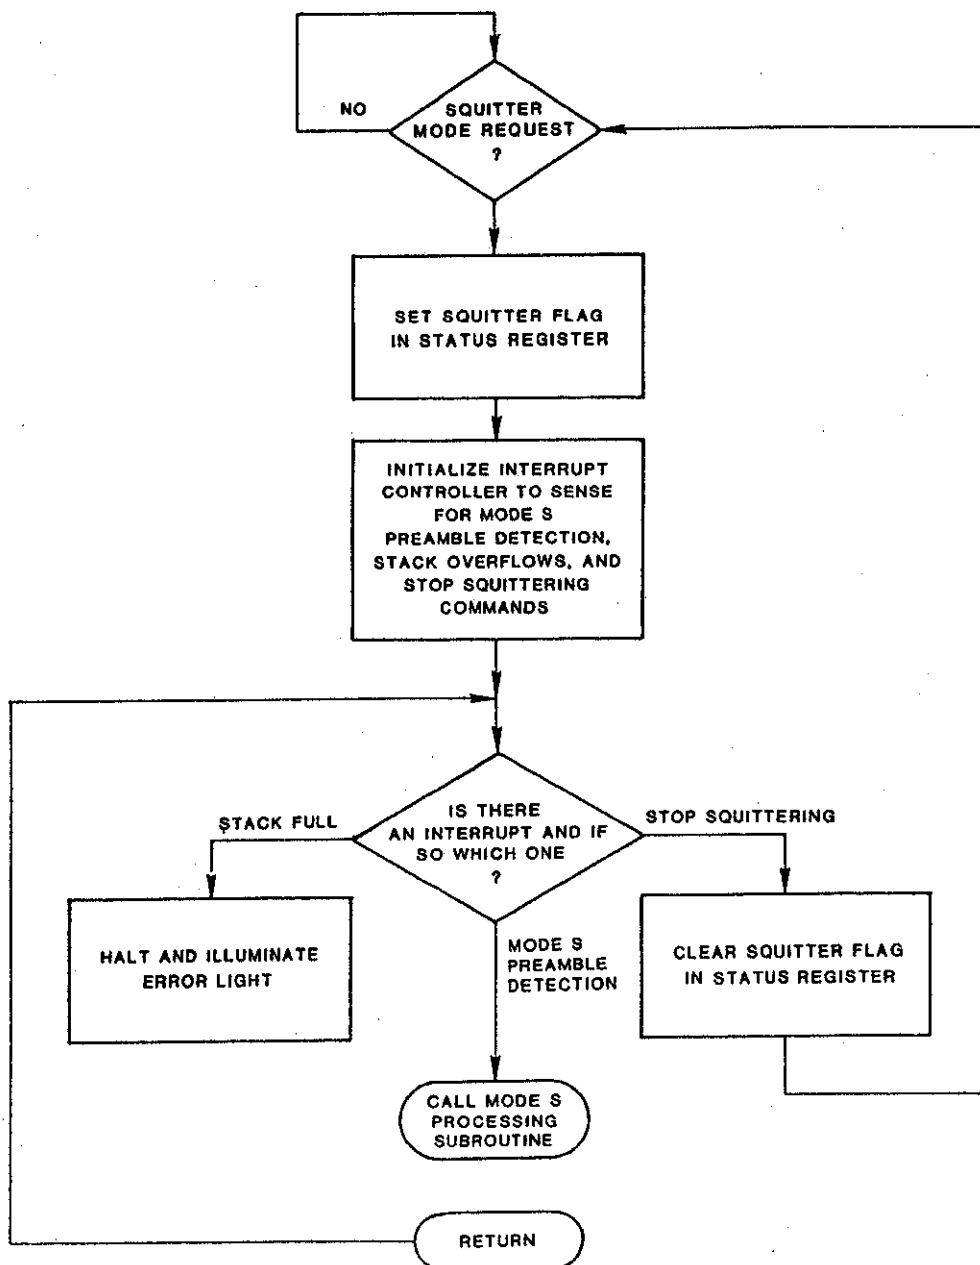 NO
SQUITTER
MODE REQUEST
?
SET SQUITTER FLAG
IN STATUS REGISTER
INITIALIZE INTERRUPT
CONTROLLER TO SENSE
FOR MODE S
PREAMBLE DETECTION,
STACK OVERFLOWS, AND
STOP SQUITTERING
COMMANDS
STACK FULL
IS THERE
AN INTERRUPT AND IF
SO WHICH ONE
?
STOP SQUITTERING
HALT AND ILLUMINATE
ERROR LIGHT
MODE S
PREAMBLE
DETECTION
CLEAR SQUITTER FLAG
IN STATUS REGISTER
CALL MODE S
PROCESSING
SUBROUTINE
RETURN